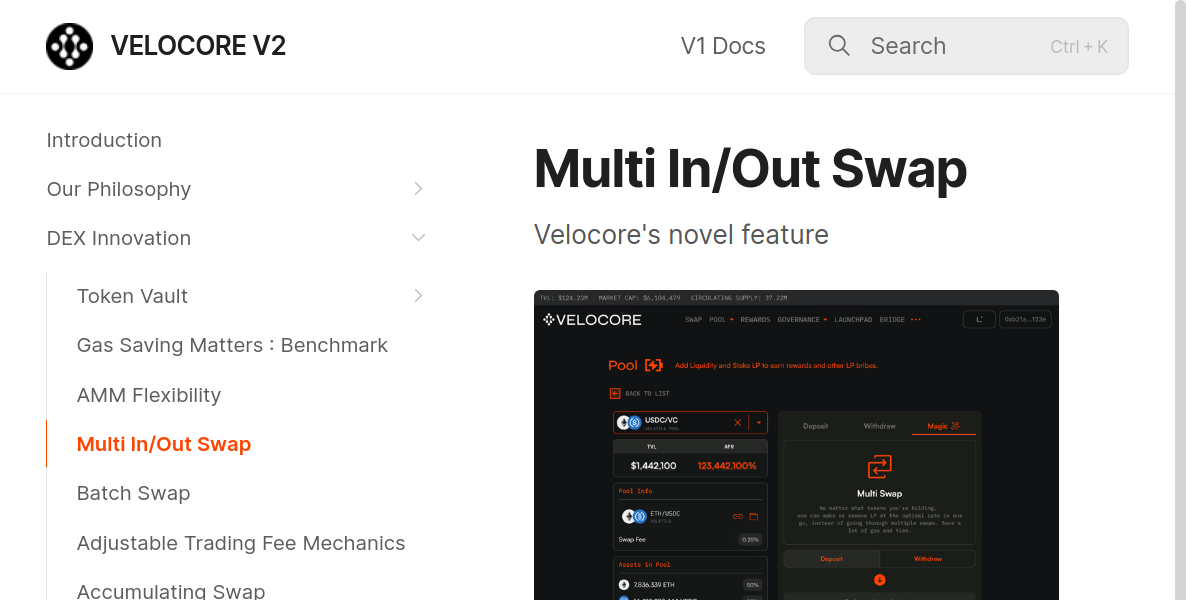 VELOCORE V2
V1 Docs
Search
Ctrl + K
Introduction
Our Philosophy
DEX Innovation
Token Vault
Gas Saving Matters : Benchmark
AMM Flexibility
Multi In/Out Swap
Batch Swap
Adjustable Trading Fee Mechanics
Accumulating Swap
Multi In/Out Swap
Velocore's novel feature
TVL: $124.23M MARKET CAP: $6,104,479 CIRCULATING SUPPLY: 37.22M
VELOCORE
SWAP POOL REWARDS GOVERNANCE LAUNCHPAD BRIDGE
0xb21a...123e
Pool
Add Liquidity and Stake LP to earn rewards and other LP bribes.
BACK TO LIST
USDC/VC
VOLATILE POOL
TVL APR
$1,442,100 123,442,100%
Pool Info
ETH/USDC
VOLATILE
Swap Fee 0.25%
Assets in Pool
7,836.339 ETH 50%
Deposit Withdraw Magic
Multi Swap
No matter what tokens you're holding,
you can make or remove LP at the optimal rate in one
go, instead of going through multiple swaps. Save a
lot of gas and time.
Deposit Withdraw